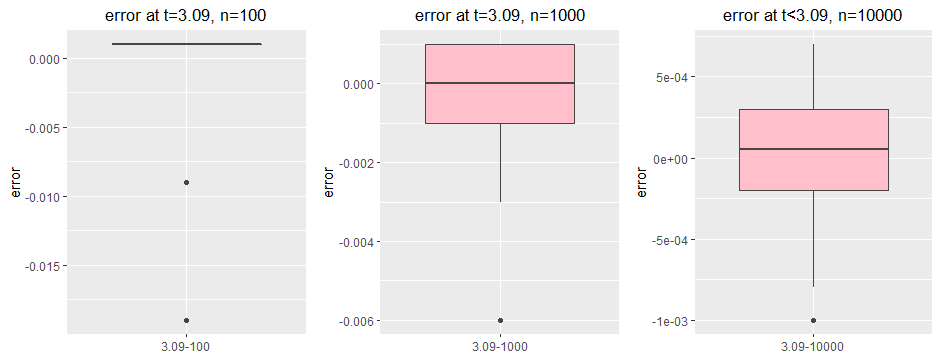 error at t=3.09, n=100
error
0.000
-0.005
-0.010
-0.015
3.09-100
error at t=3.09, n=1000
error
0.000
-0.002
-0.004
-0.006
3.09-1000
error at t<3.09, n=10000
error
5e-04
0e+00
-5e-04
-1e-03
3.09-10000